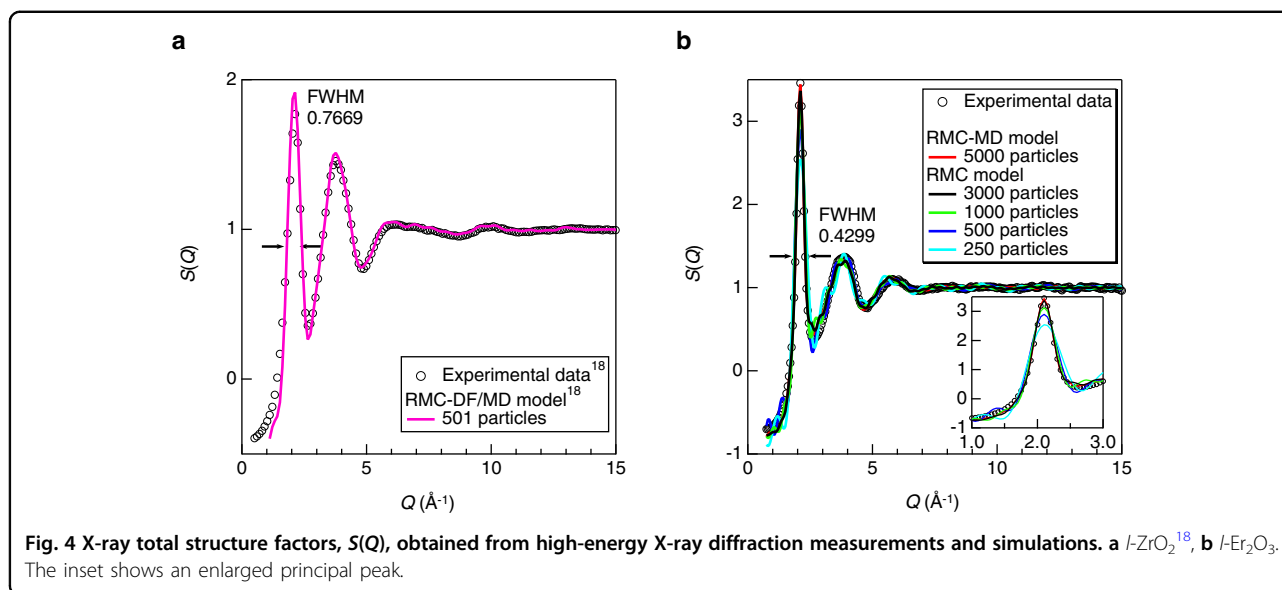 a
2
1
0
S(Q)
FWHM
0.7669
Experimental data18
RMC-DF/MD model18
501 particles
0 5 10 15
Q (Å-1)
b
3
2
1
0
-1
S(Q)
FWHM
0.4299
Experimental data
RMC-MD model
5000 particles
RMC model
3000 particles
1000 particles
500 particles
250 particles
3
2
1
0
-1
1.0 2.0 3.0
0 5 10 15
Q (Å-1)
Fig. 4 X-ray total structure factors, S(Q), obtained from high-energy X-ray diffraction measurements and simulations. a l-ZrO2 18, b l-Er2O3.
The inset shows an enlarged principal peak.